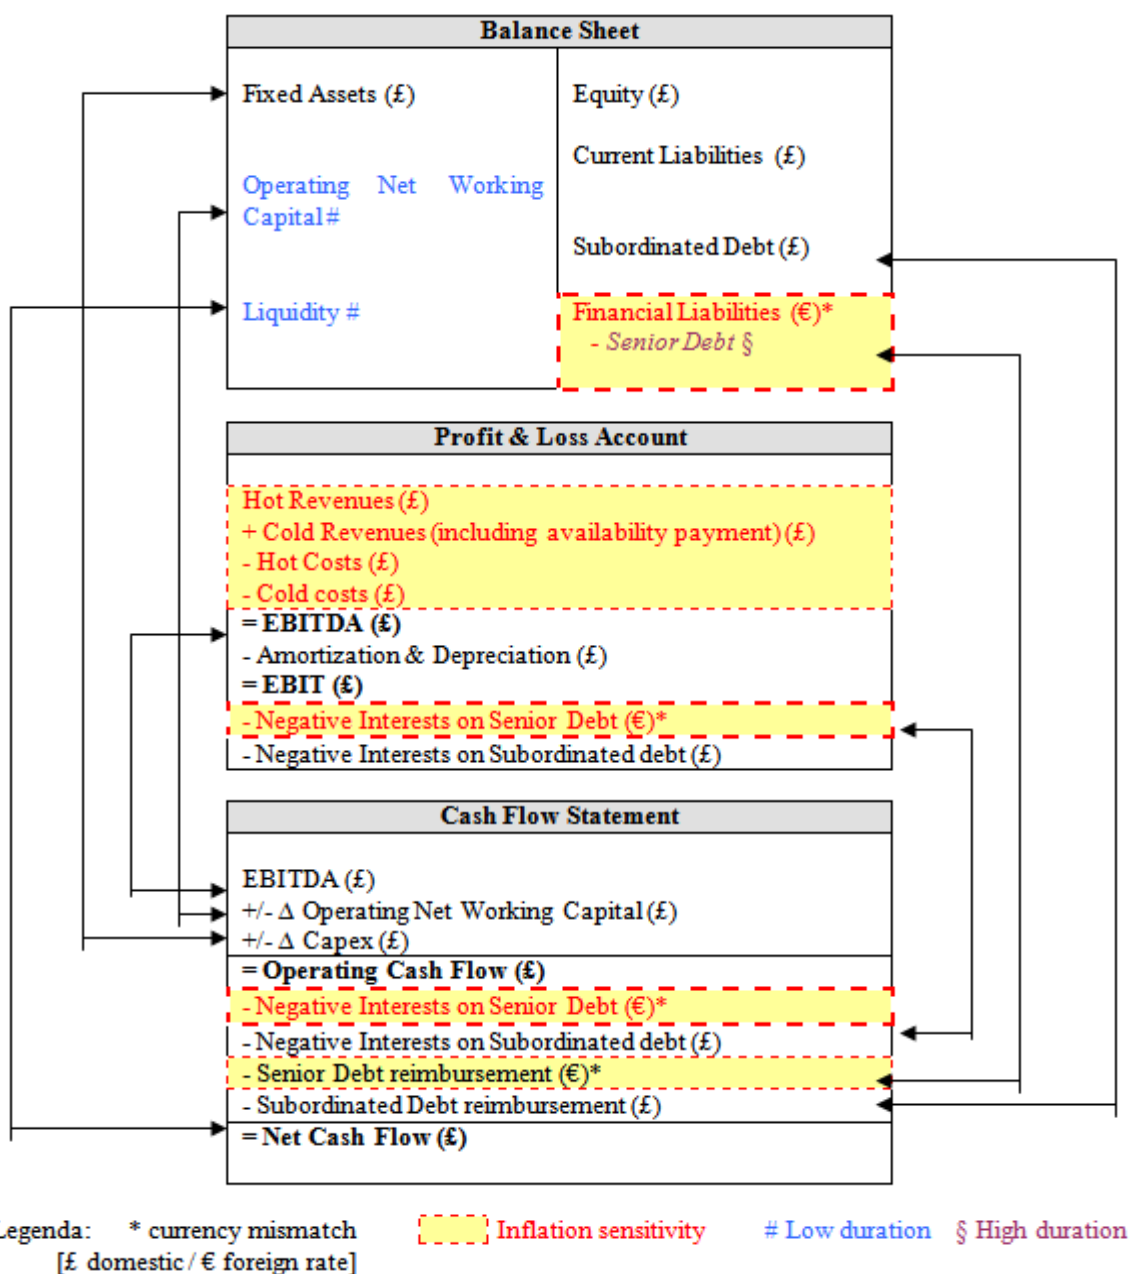 Balance Sheet
Fixed Assets (£)
Equity (£)
Current Liabilities (£)
Operating Net Working
Capital #
Subordinated Debt (£)
Liquidity #
Financial Liabilities (€)*
- Senior Debt §
Profit & Loss Account
Hot Revenues (£)
+ Cold Revenues (including availability payment) (£)
- Hot Costs (£)
- Cold costs (£)
= EBITDA (£)
- Amortization & Depreciation (£)
= EBIT (£)
- Negative Interests on Senior Debt (€)*
- Negative Interests on Subordinated debt (£)
Cash Flow Statement
EBITDA (£)
+/- Δ Operating Net Working Capital (£)
+/- Δ Capex (£)
= Operating Cash Flow (£)
- Negative Interests on Senior Debt (€)*
- Negative Interests on Subordinated debt (£)
- Senior Debt reimbursement (€)*
- Subordinated Debt reimbursement (£)
= Net Cash Flow (£)
Legenda: * currency mismatch Inflation sensitivity # Low duration § High duration
[£ domestic / € foreign rate]